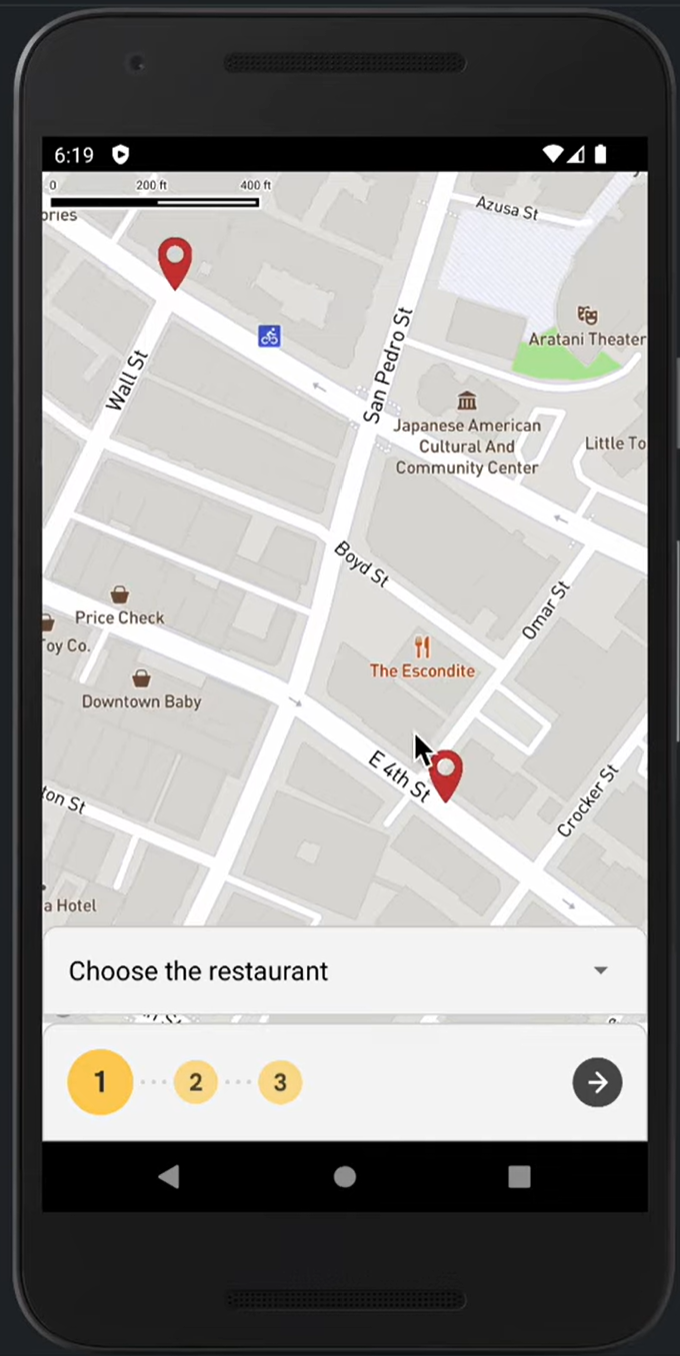 6:19
0 200 ft 400 ft
ories
Azusa St
San Pedro St
Wall St
Aratani Theater
Japanese American
Cultural And
Community Center
Little To
Boyd St
Omar St
Price Check
Toy Co.
The Escondite
Downtown Baby
E 4th St
ton St
Crocker St
a Hotel
Choose the restaurant
1 2 3